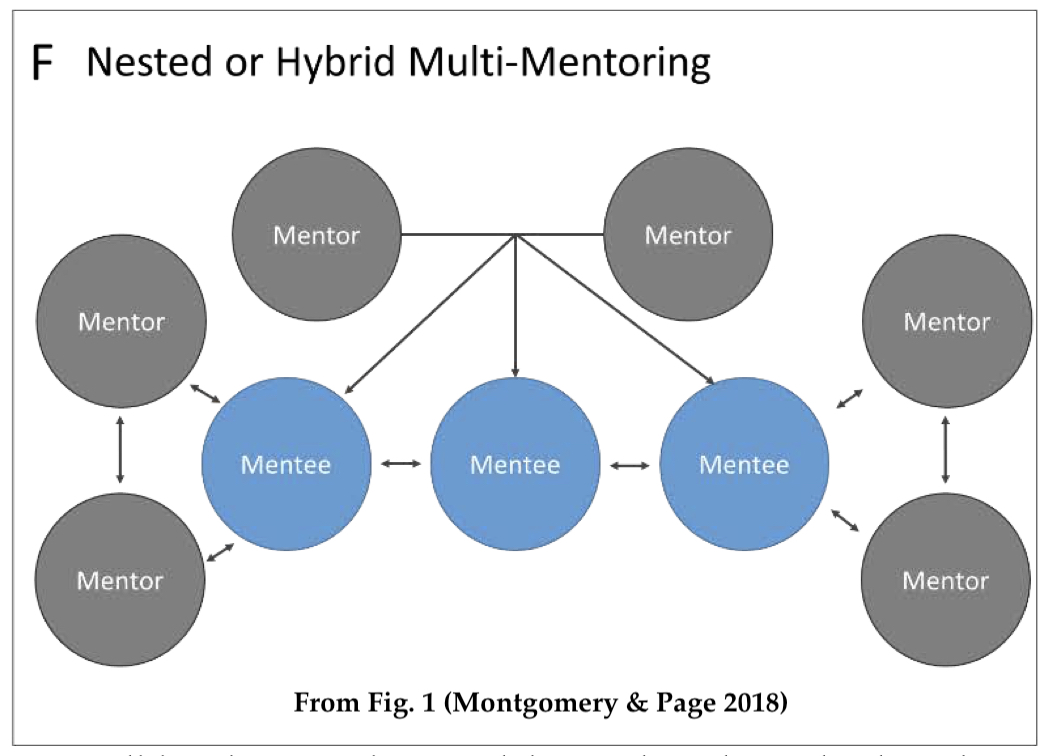 F Nested or Hybrid Multi-Mentoring
Mentor
Mentor
Mentor
Mentor
Mentee
Mentee
Mentee
Mentor
Mentor
From Fig. 1 (Montgomery & Page 2018)